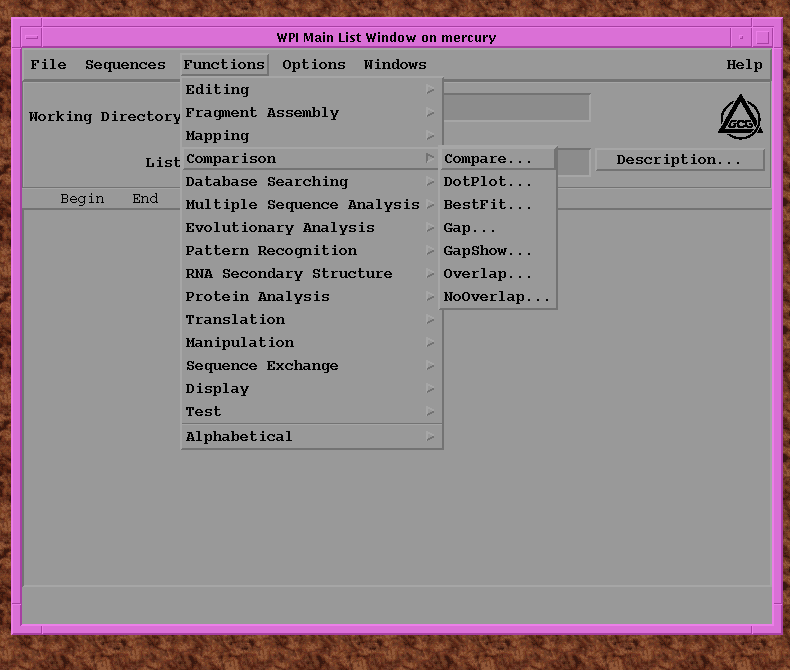 WPI Main List Window on mercury
File Sequences Functions Options Windows Help
Editing
Fragment Assembly
Working Directory
GCG
Mapping
List Comparison Compare... Description...
Database Searching DotPlot...
Begin End Multiple Sequence Analysis BestFit...
Evolutionary Analysis Gap...
Pattern Recognition GapShow...
RNA Secondary Structure Overlap...
Protein Analysis NoOverlap...
Translation
Manipulation
Sequence Exchange
Display
Test
Alphabetical